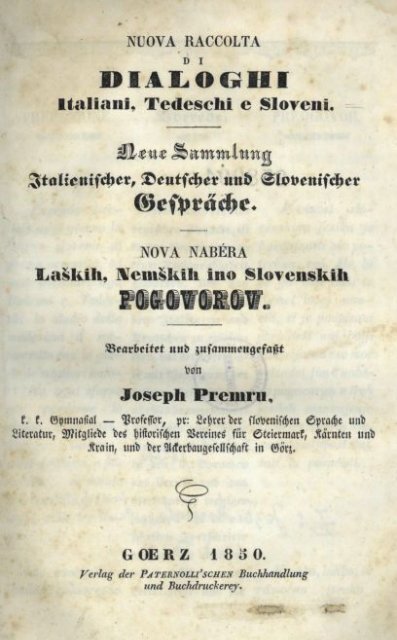 NUOVA RACCOLTA
DI
DIALOGHI
Italiani, Tedeschi e Sloveni.
Neue Sammlung
Italienischer, Deutscher und Slovenischer
Gespräche.
NOVA NABÉRA
Laških, Nemških ino Slovenskih
POGOVOROV.
Bearbeitet und zusammengefaßt
von
Joseph Premru,
k. k. Gymnasial — Professor, pr: Lehrer der slovenischen Sprache und
Literatur, Mitgliede des historischen Vereines für Steiermark, Kärnten und
Krain, und der Ackerbaugesellschaft in Görz.
GŒRZ 1850.
Verlag der PATERNOLLI'SCHEN Buchhandlung
und Buchdruckerey.